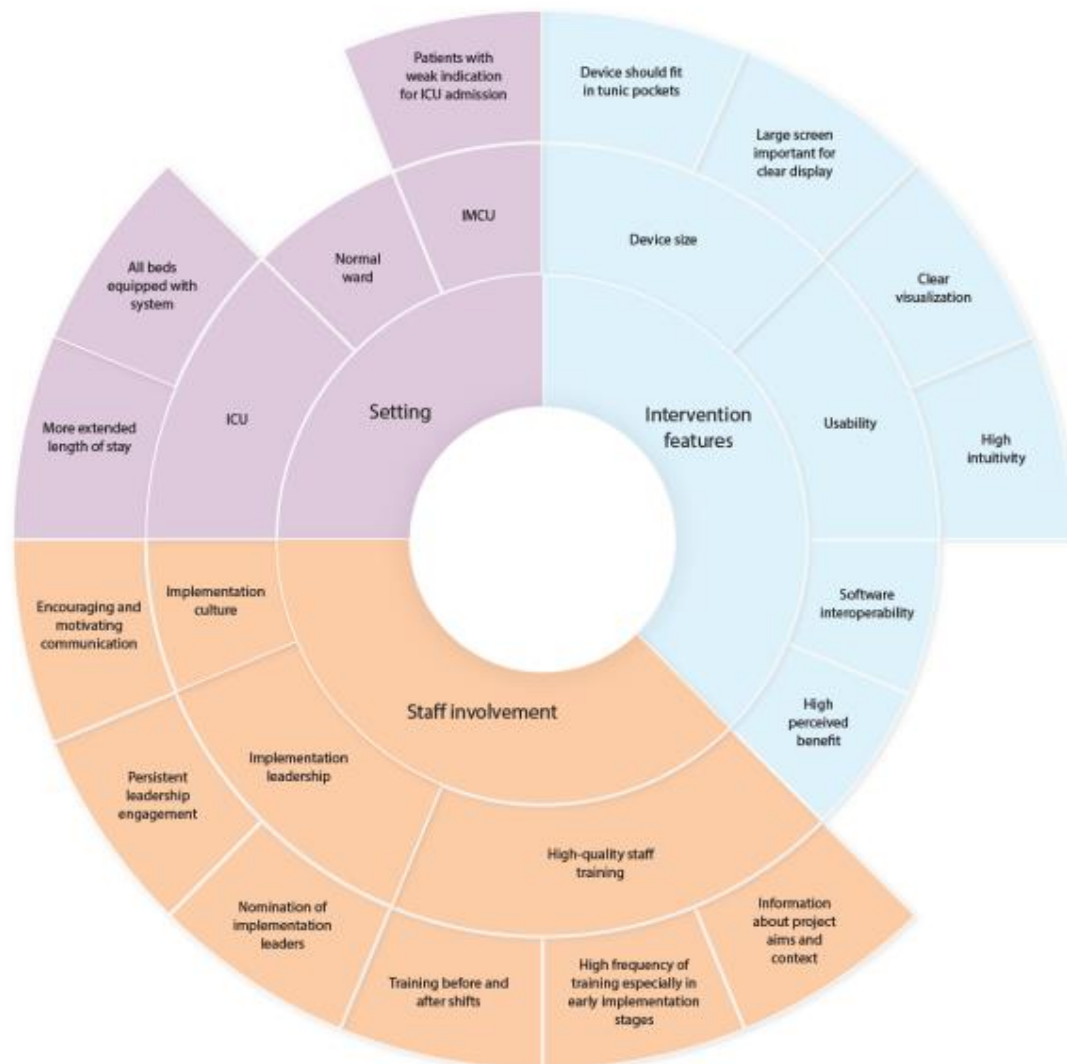 Patients with
weak indication
for ICU admission
Device should fit
in tunic pockets
Large screen
important for
clear display
IMCU
Device size
Normal
ward
All beds
equipped with
system
Clear
visualization
Setting
Intervention
features
ICU
Usability
More extended
length of stay
High
intuitivity
Encouraging and
motivating
communication
Implementation
culture
Software
interoperability
High
perceived
benefit
Staff involvement
Implementation
leadership
Persistent
leadership
engagement
High-quality staff
training
Nomination of
implementation
leaders
Information
about project
aims and
context
Training before and
after shifts
High frequency of
training especially in
early implementation
stages